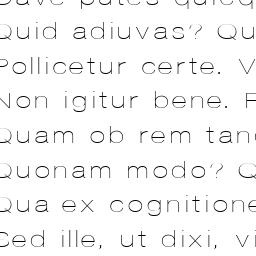 Quid adiuvas? Qu
Pollicetur certe. V
Non igitur bene.
Quam ob rem tan
Quonam modo?
Qua ex cognitione
Sed ille, ut dixi, vi